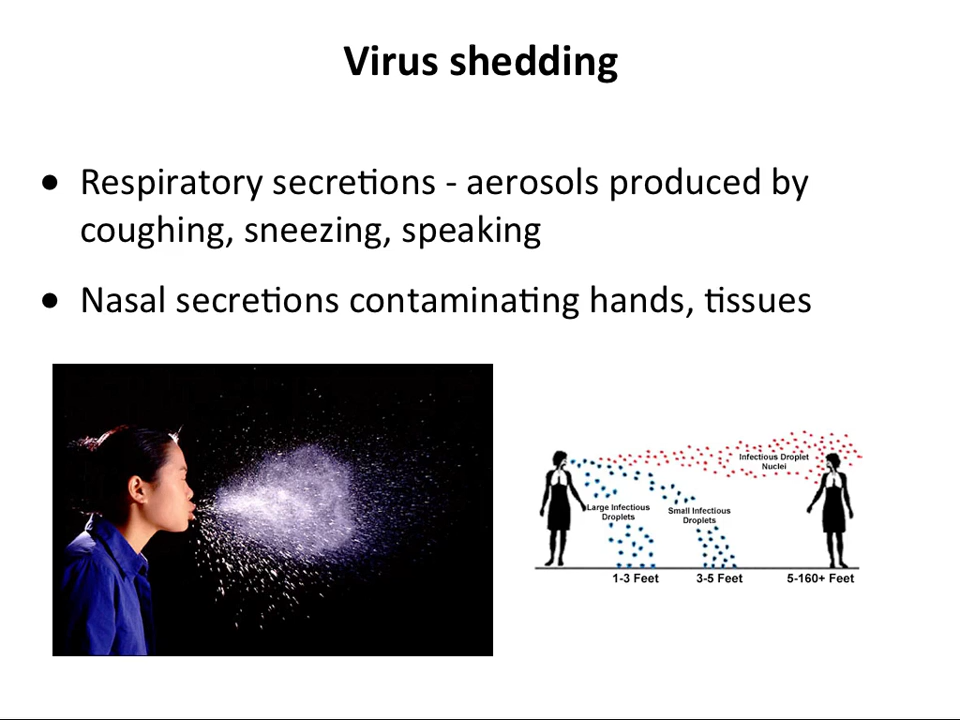 Virus shedding
• Respiratory secretions - aerosols produced by
coughing, sneezing, speaking
• Nasal secretions contaminating hands, tissues
Infectious Droplet
Nuclei
Large Infectious
Droplets
Small Infectious
Droplets
1-3 Feet
3-5 Feet
5-160+ Feet